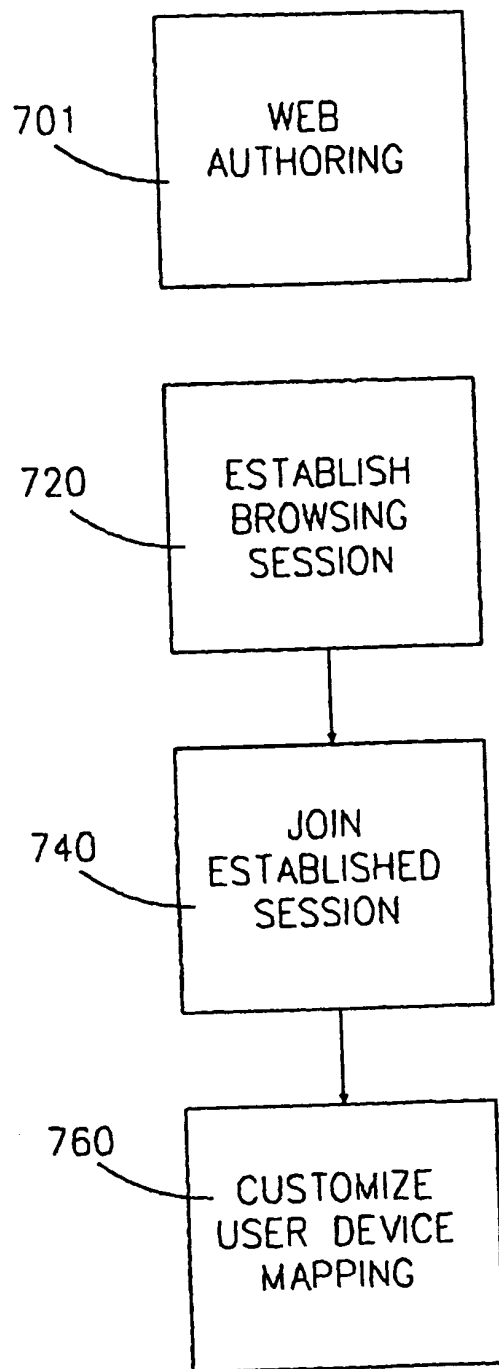 701
WEB
AUTHORING
720
ESTABLISH
BROWSING
SESSION
740
JOIN
ESTABLISHED
SESSION
760
CUSTOMIZE
USER DEVICE
MAPPING